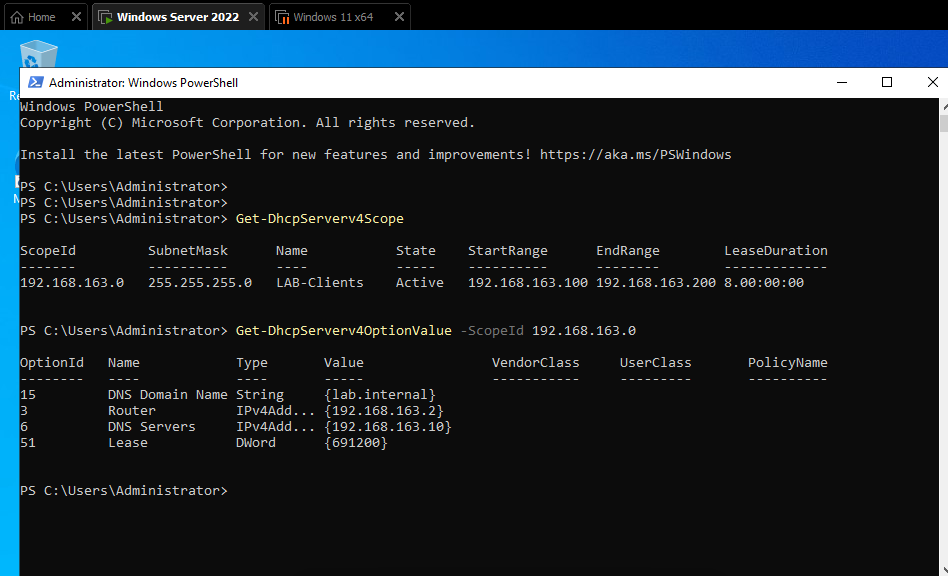 Home
Windows Server 2022
Windows 11 x64
Administrator: Windows PowerShell
Windows PowerShell
Copyright (C) Microsoft Corporation. All rights reserved.
Install the latest PowerShell for new features and improvements! https://aka.ms/PSWindows
PS C:\Users\Administrator>
PS C:\Users\Administrator>
PS C:\Users\Administrator> Get-DhcpServerv4Scope
ScopeId SubnetMask Name State StartRange EndRange LeaseDuration
------- ---------- ---- ----- ---------- -------- -------------
192.168.163.0 255.255.255.0 LAB-Clients Active 192.168.163.100 192.168.163.200 8.00:00:00
PS C:\Users\Administrator> Get-DhcpServerv4OptionValue -ScopeId 192.168.163.0
OptionId Name Type Value VendorClass UserClass PolicyName
-------- ---- ---- ----- ----------- --------- ----------
15 DNS Domain Name String {lab.internal}
3 Router IPv4Add... {192.168.163.2}
6 DNS Servers IPv4Add... {192.168.163.10}
51 Lease DWord {691200}
PS C:\Users\Administrator>